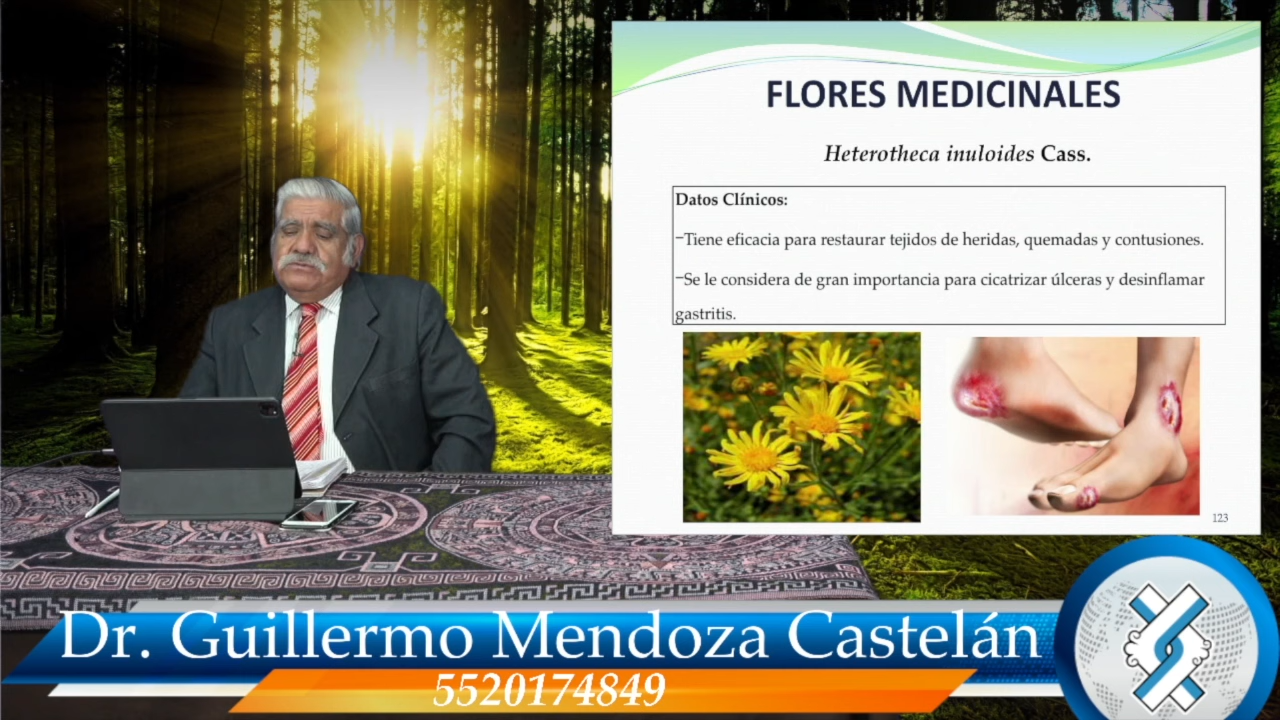 FLORES MEDICINALES
Heterotheca inuloides Cass.
Datos Clínicos:
–Tiene eficacia para restaurar tejidos de heridas, quemadas y contusiones.
–Se le considera de gran importancia para cicatrizar úlceras y desinflamar
gastritis.
123
Dr. Guillermo Mendoza Castelán
5520174849